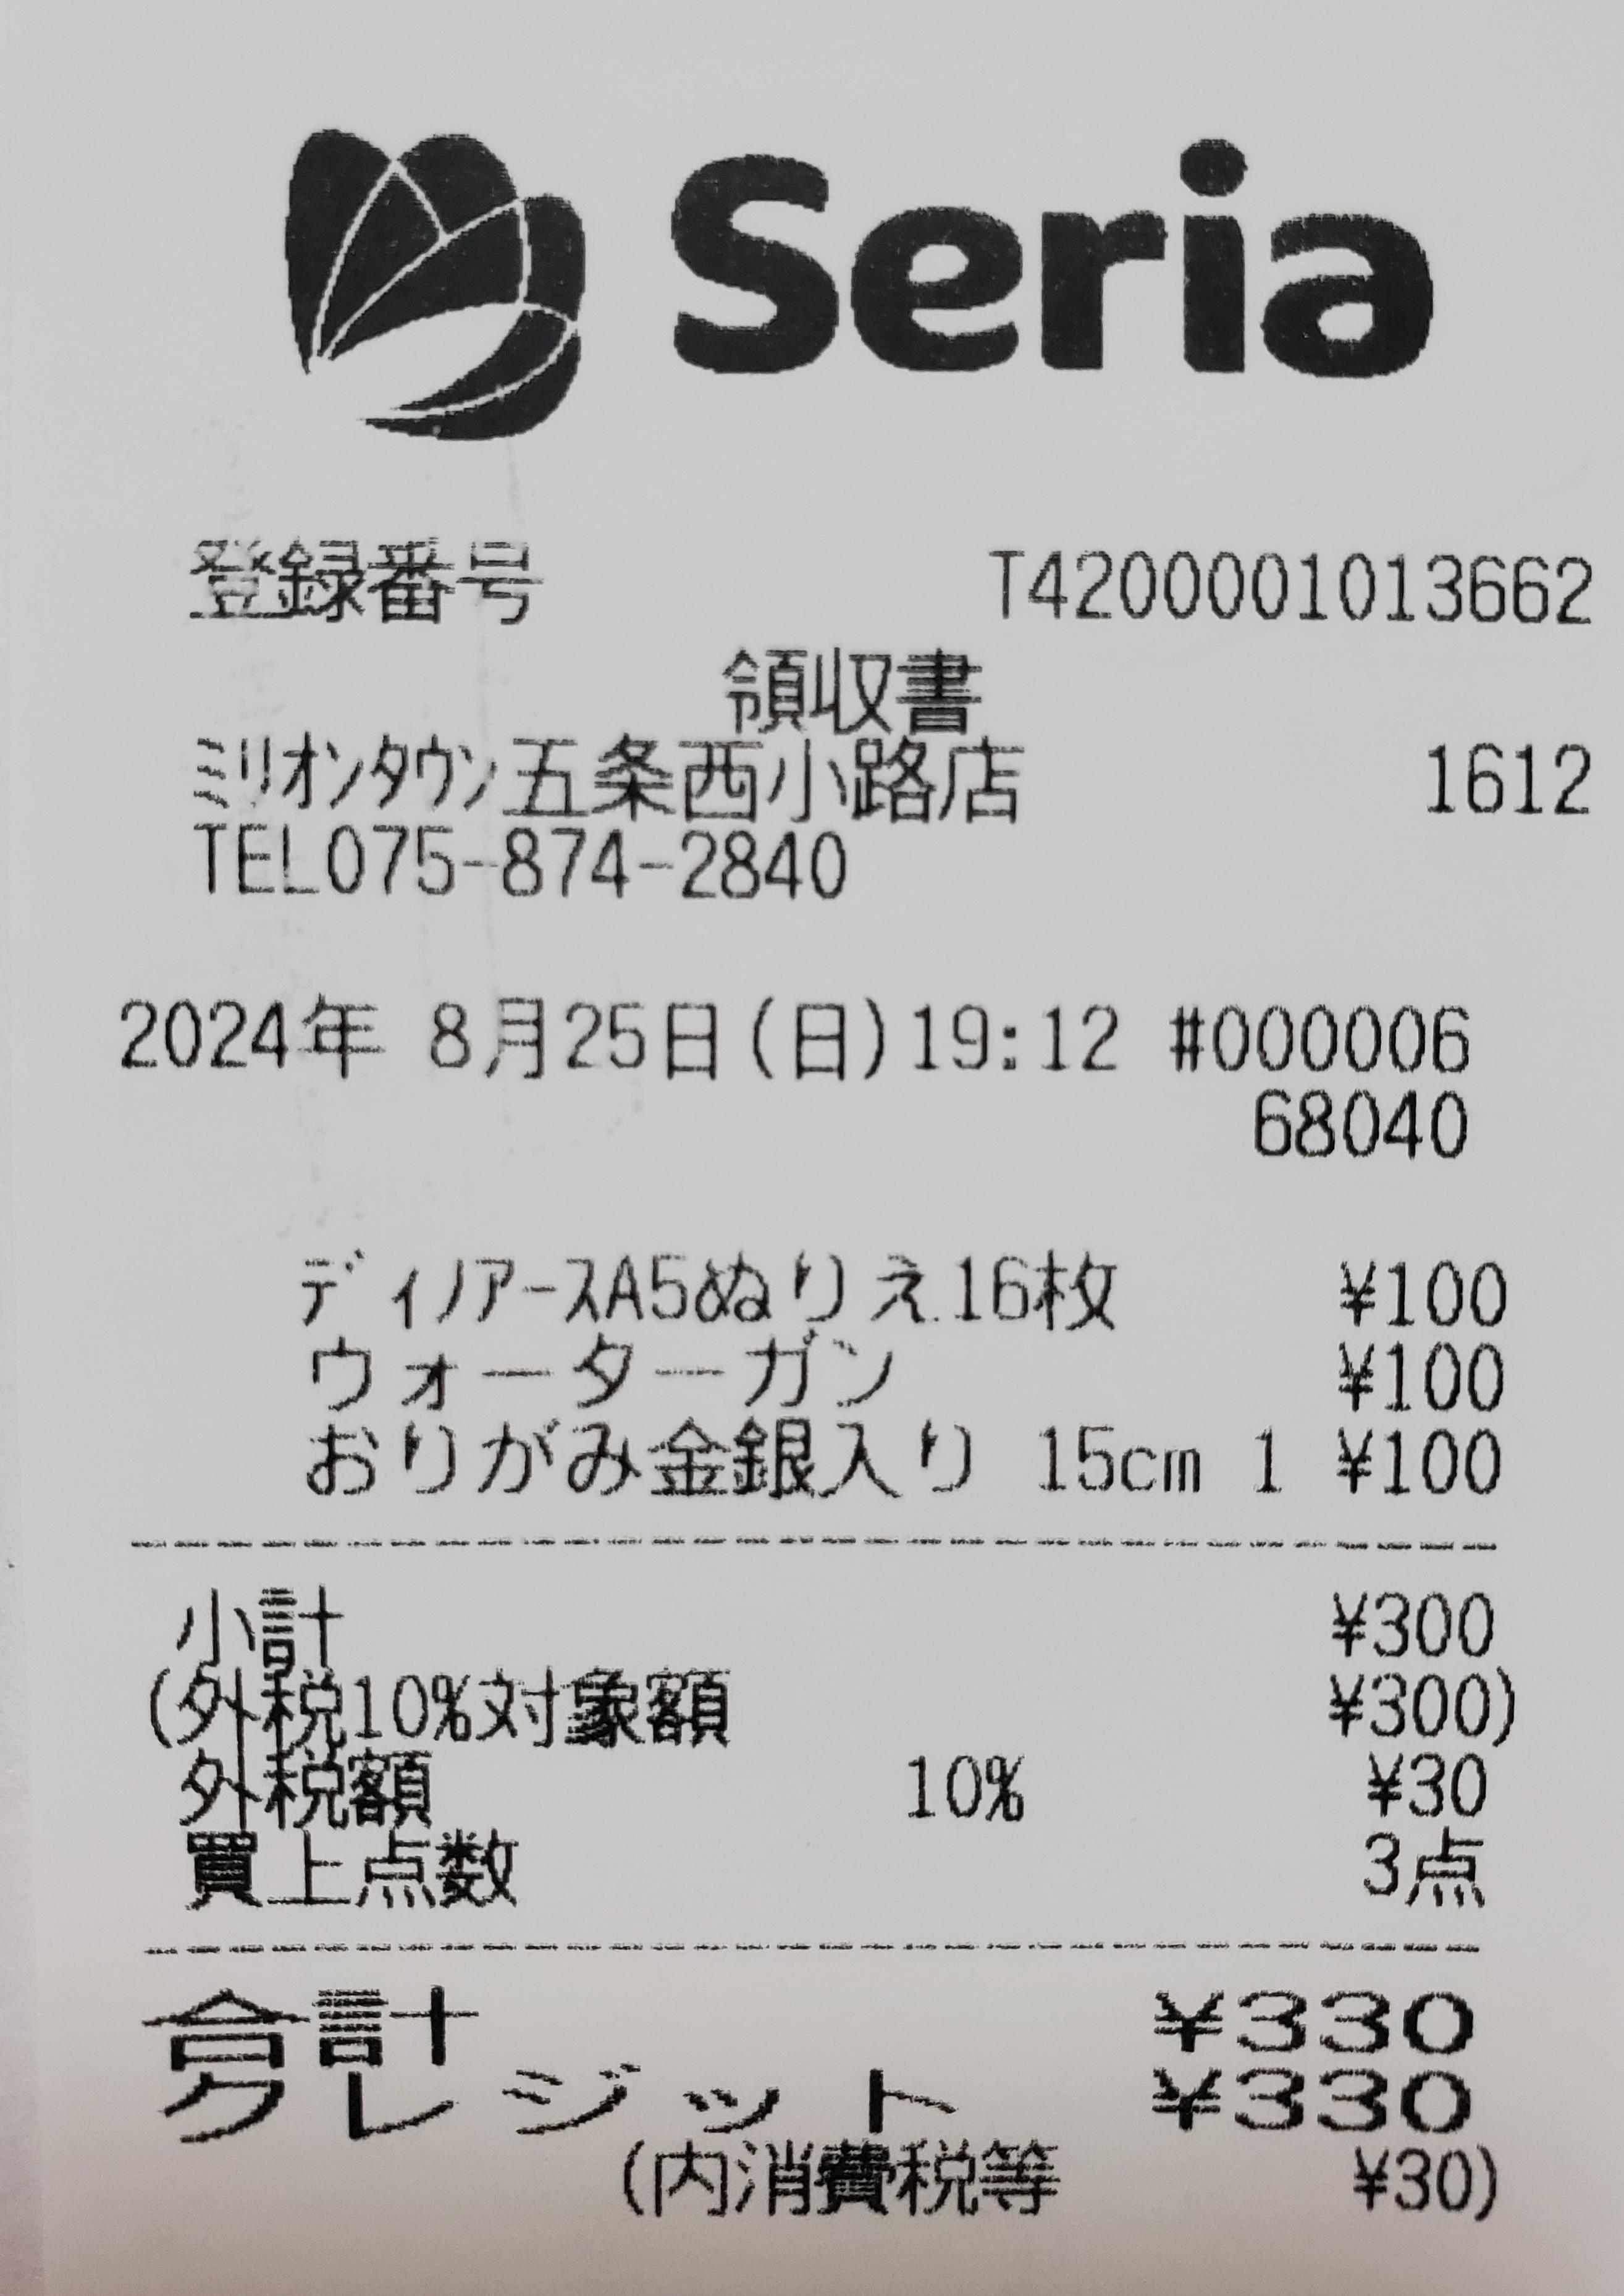 Seria
登録番号 T4200001013662
領収書
ﾐﾘｵﾝﾀｳﾝ五条西小路店 1612
TEL075-874-2840
2024年 8月25日(日)19:12 #000006
68040
ﾃﾞｨﾉｱｰｽA5ぬりえ16枚 ¥100
ウォーターガン ¥100
おりがみ金銀入り 15cm 1 ¥100
小計 ¥300
(外税10%対象額 ¥300)
外税額 10% ¥30
買上点数 3点
合計 ¥330
クレジット ¥330
(内消費税等 ¥30)